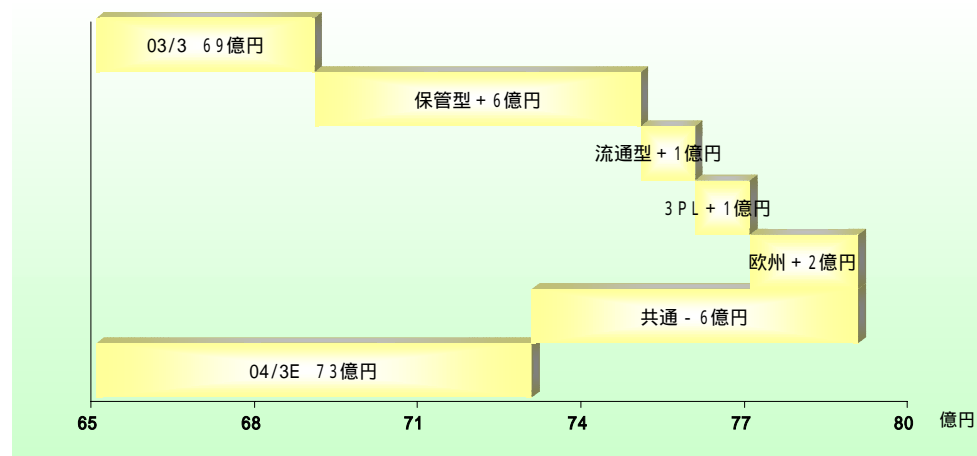 03/3 69億円
保管型+6億円
流通型+1億円
3PL+1億円
欧州+2億円
共通-6億円
04/3E 73億円
65 68 71 74 77 80 億円